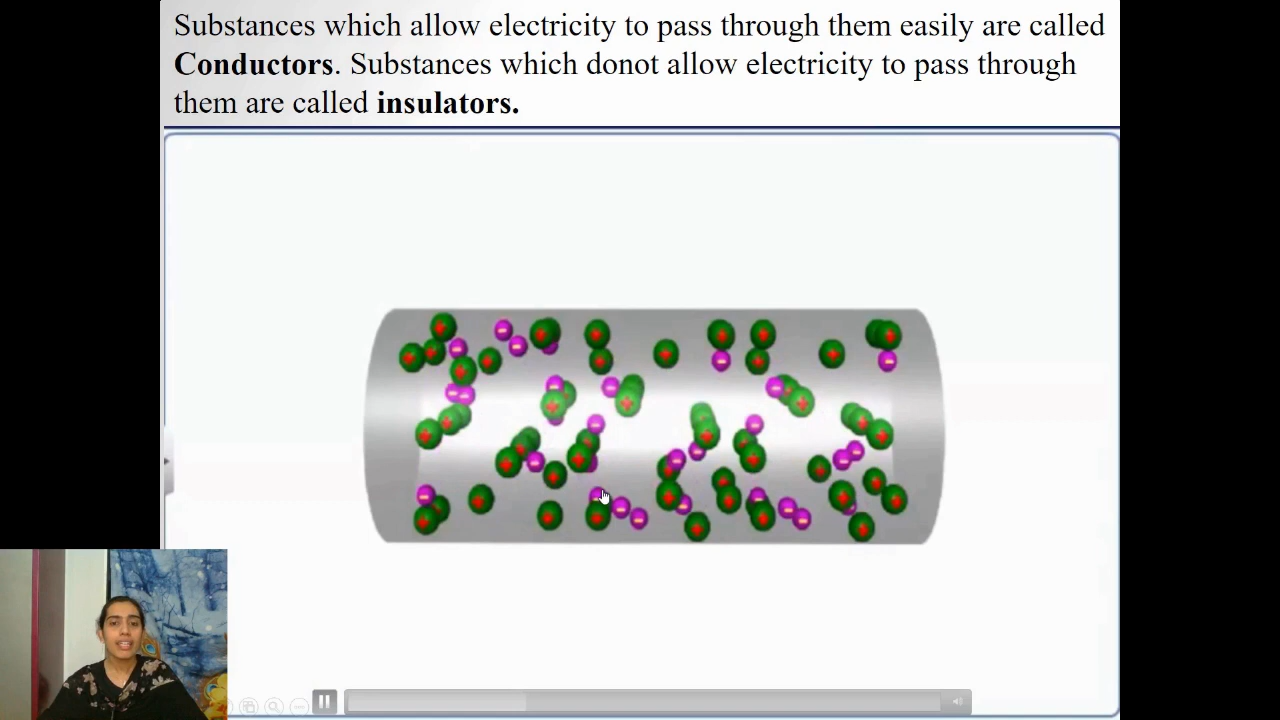 Substances which allow electricity to pass through them easily are called
Conductors. Substances which donot allow electricity to pass through
them are called insulators.